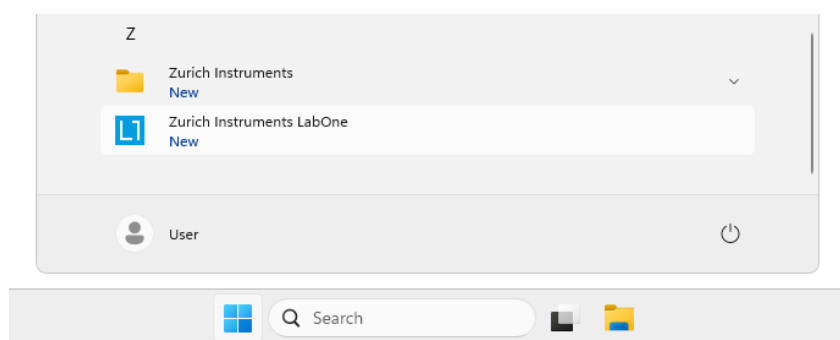 Z
Zurich Instruments
New
Zurich Instruments LabOne
New
User
Search